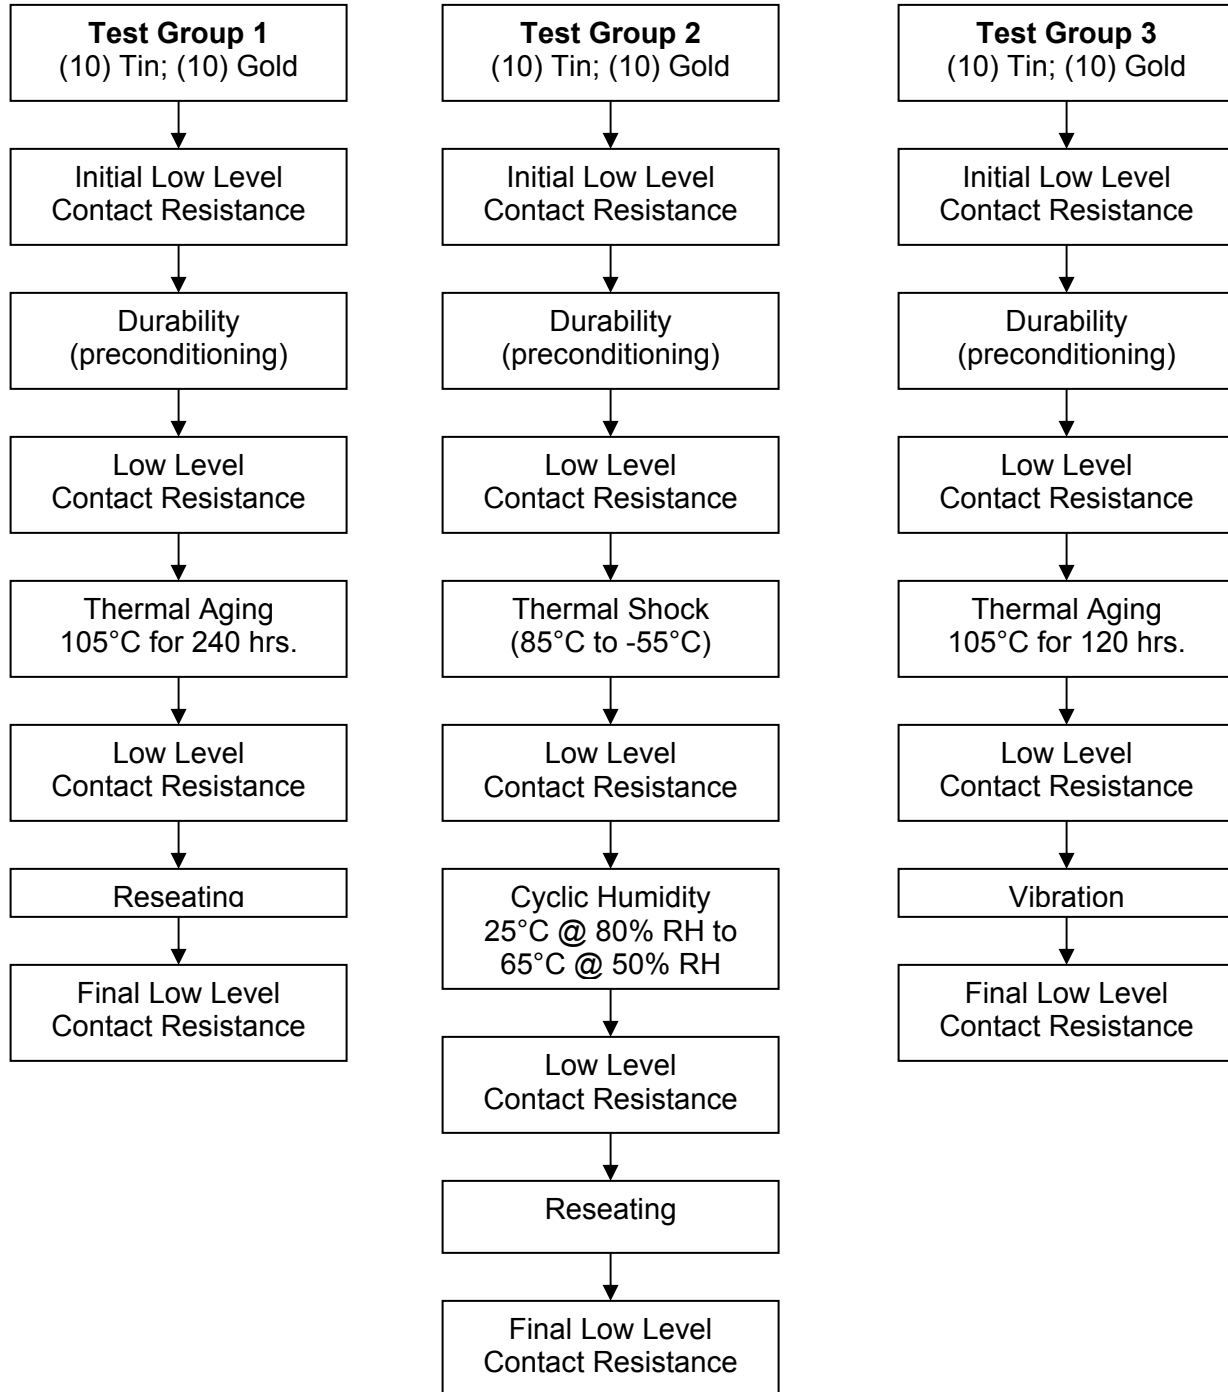 Test Group 1
(10) Tin; (10) Gold
Initial Low Level
Contact Resistance
Durability
(preconditioning)
Low Level
Contact Resistance
Thermal Aging
105°C for 240 hrs.
Low Level
Contact Resistance
Reseating
Final Low Level
Contact Resistance
Test Group 2
(10) Tin; (10) Gold
Initial Low Level
Contact Resistance
Durability
(preconditioning)
Low Level
Contact Resistance
Thermal Shock
(85°C to -55°C)
Low Level
Contact Resistance
Cyclic Humidity
25°C @ 80% RH to
65°C @ 50% RH
Low Level
Contact Resistance
Reseating
Final Low Level
Contact Resistance
Test Group 3
(10) Tin; (10) Gold
Initial Low Level
Contact Resistance
Durability
(preconditioning)
Low Level
Contact Resistance
Thermal Aging
105°C for 120 hrs.
Low Level
Contact Resistance
Vibration
Final Low Level
Contact Resistance